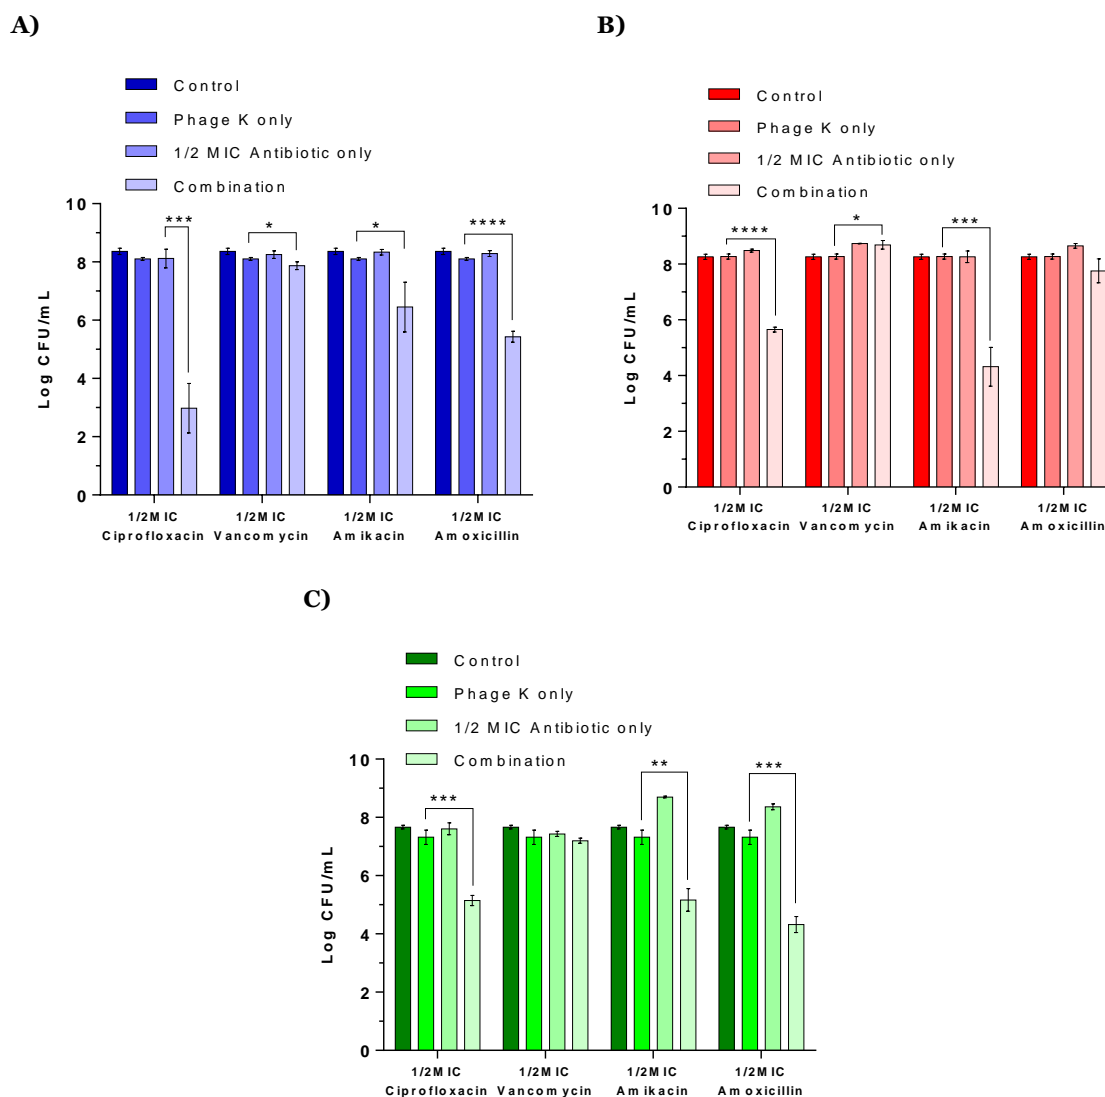 A)
Control
Phage K only
1/2 MIC Antibiotic only
Combination
Log CFU/mL
10
8
6
4
2
0
***
*
*
****
1/2MIC
Ciprofloxacin
1/2MIC
Vancomycin
1/2MIC
Amikacin
1/2MIC
Amoxicillin
B)
Control
Phage K only
1/2 MIC Antibiotic only
Combination
Log CFU/mL
10
8
6
4
2
0
****
*
***
1/2MIC
Ciprofloxacin
1/2MIC
Vancomycin
1/2MIC
Amikacin
1/2MIC
Amoxicillin
C)
Control
Phage K only
1/2 MIC Antibiotic only
Combination
Log CFU/mL
10
8
6
4
2
0
***
**
***
1/2MIC
Ciprofloxacin
1/2MIC
Vancomycin
1/2MIC
Amikacin
1/2MIC
Amoxicillin